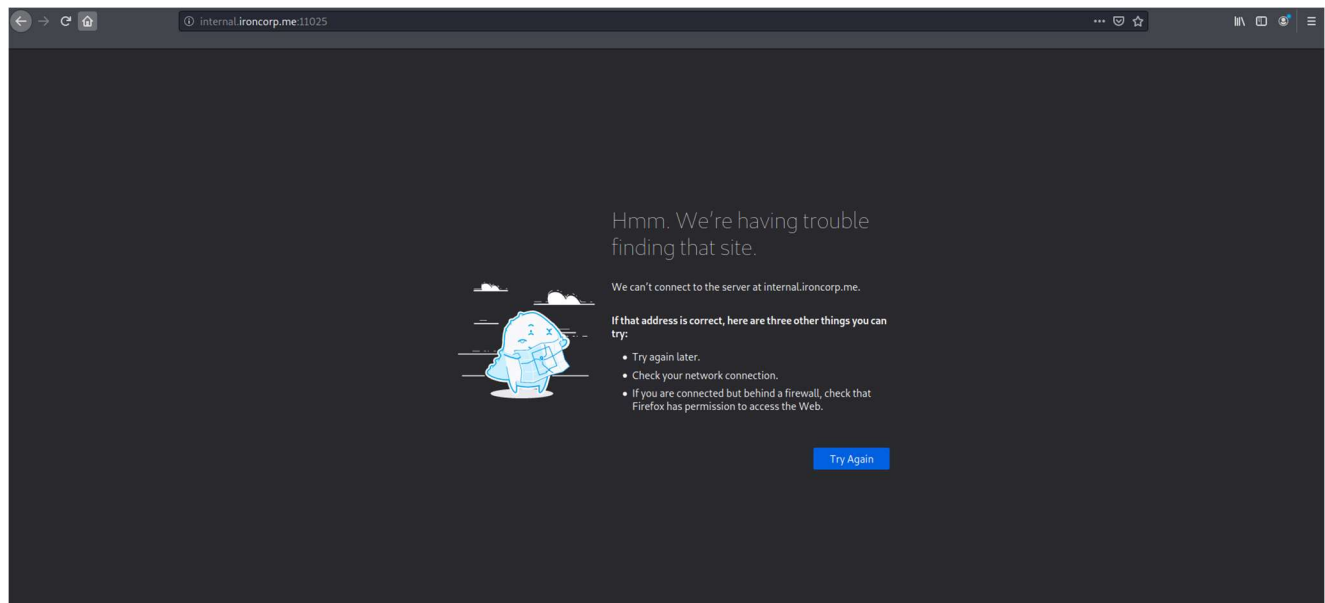 internal.ironcorp.me:11025
Hmm. We're having trouble
finding that site.
We can't connect to the server at internal.ironcorp.me.
If that address is correct, here are three other things you can
try:
• Try again later.
• Check your network connection.
• If you are connected but behind a firewall, check that
Firefox has permission to access the Web.
Try Again